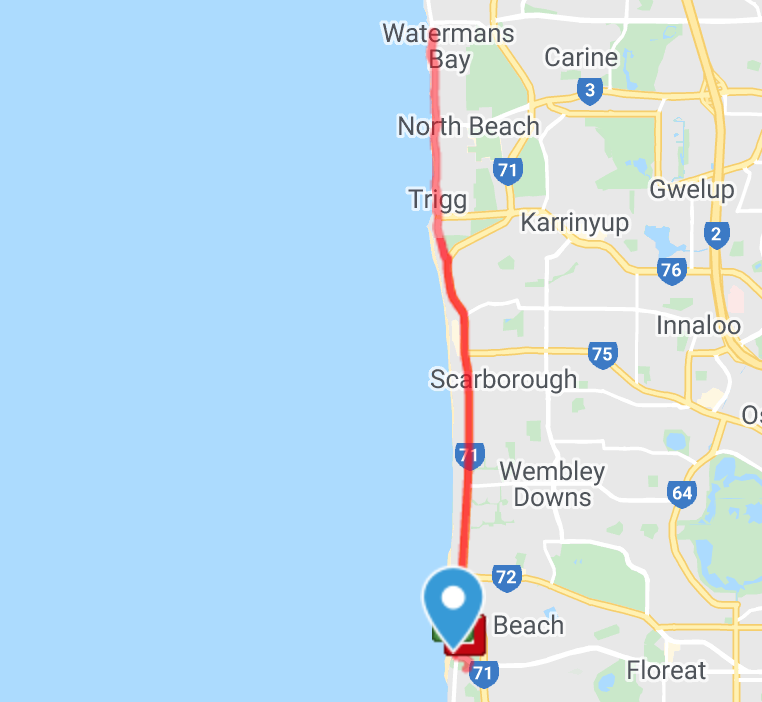 Watermans
Bay
Carine
3
North Beach
71
Trigg
Gwelup
Karrinyup
2
76
Innaloo
75
Scarborough
Os
71
Wembley
Downs
64
72
Beach
Floreat
71